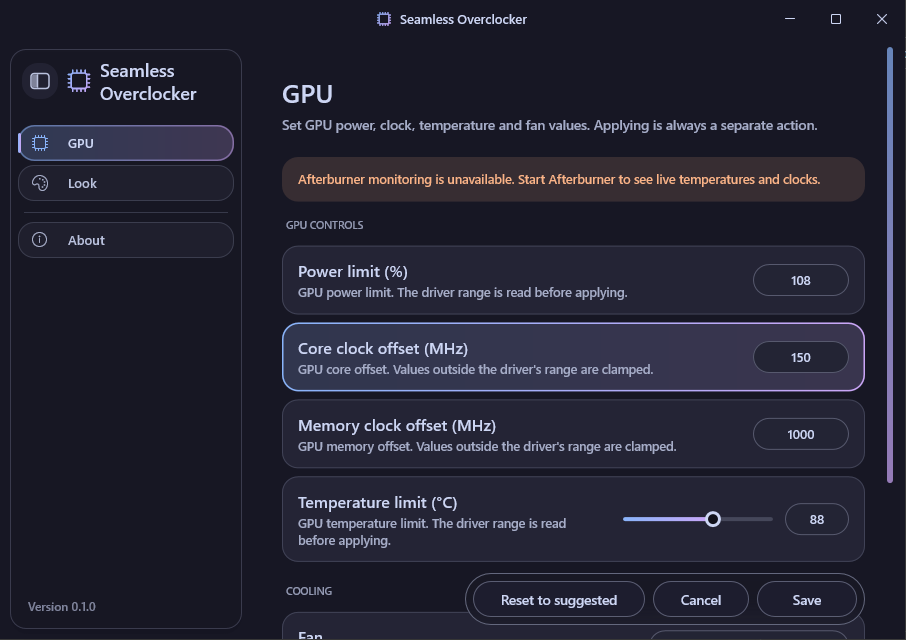 Seamless Overclocker
Seamless
Overclocker
GPU
Look
About
Version 0.1.0
GPU
Set GPU power, clock, temperature and fan values. Applying is always a separate action.
Afterburner monitoring is unavailable. Start Afterburner to see live temperatures and clocks.
GPU CONTROLS
Power limit (%)
GPU power limit. The driver range is read before applying.
108
Core clock offset (MHz)
GPU core offset. Values outside the driver's range are clamped.
150
Memory clock offset (MHz)
GPU memory offset. Values outside the driver's range are clamped.
1000
Temperature limit (°C)
GPU temperature limit. The driver range is read
before applying.
88
COOLING
Reset to suggested
Cancel
Save
Fan